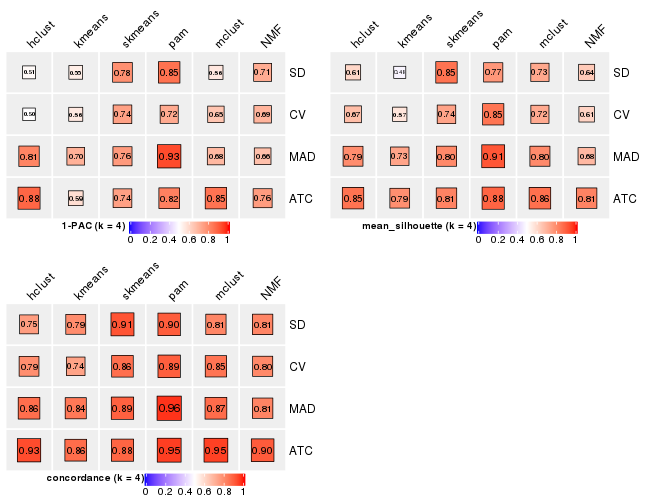 hclust kmeans skmeans pam mclust NMF
0.51 0.55 0.78 0.85 0.56 0.71 SD
0.50 0.56 0.74 0.72 0.65 0.69 CV
0.81 0.70 0.76 0.93 0.68 0.66 MAD
0.88 0.59 0.74 0.82 0.85 0.76 ATC
1-PAC (k = 4)
0 0.2 0.4 0.6 0.8 1
hclust kmeans skmeans pam mclust NMF
0.61 0.85 0.77 0.73 0.64 SD
0.67 0.57 0.74 0.85 0.72 0.61 CV
0.79 0.73 0.80 0.91 0.80 0.68 MAD
0.85 0.79 0.81 0.88 0.86 0.81 ATC
mean_silhouette (k = 4)
0 0.2 0.4 0.6 0.8 1
hclust kmeans skmeans pam mclust NMF
0.75 0.79 0.91 0.90 0.81 0.81 SD
0.79 0.74 0.86 0.89 0.85 0.80 CV
0.86 0.84 0.89 0.96 0.87 0.81 MAD
0.93 0.86 0.88 0.95 0.95 0.90 ATC
concordance (k = 4)
0 0.2 0.4 0.6 0.8 1